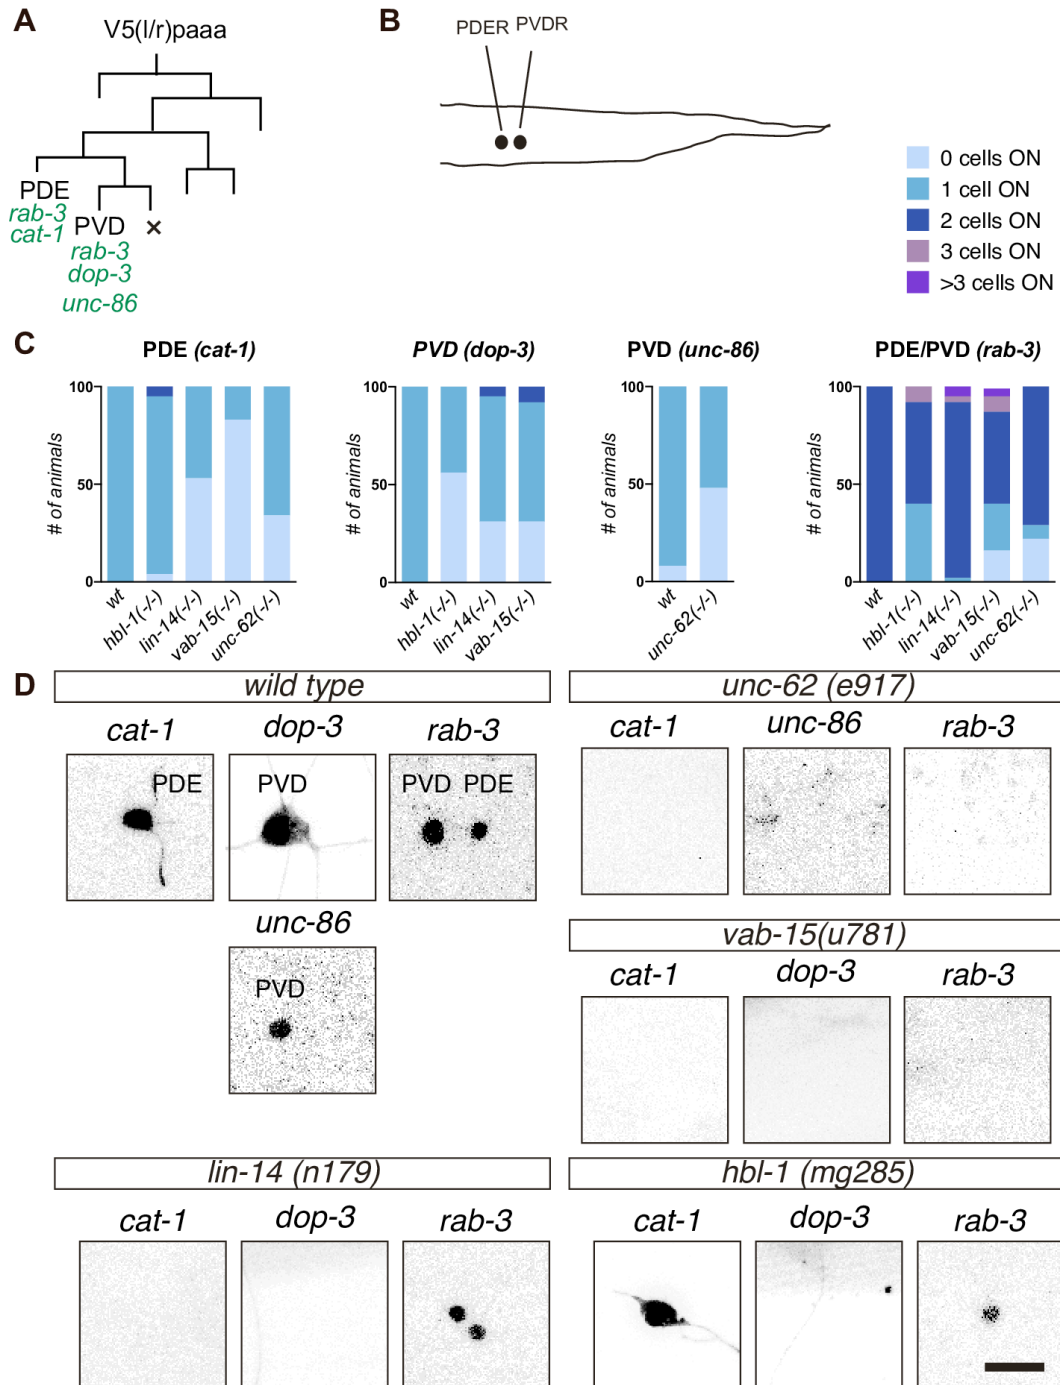 A
V5(l/r)paaa
PDE
rab-3
cat-1
PVD
×
rab-3
dop-3
unc-86
B
PDER PVDR
0 cells ON
1 cell ON
2 cells ON
3 cells ON
>3 cells ON
C
PDE (cat-1)
# of animals
100
50
0
wt
hbl-1(-/-)
lin-14(-/-)
vab-15(-/-)
unc-62(-/-)
PVD (dop-3)
# of animals
100
50
0
wt
hbl-1(-/-)
lin-14(-/-)
vab-15(-/-)
PVD (unc-86)
# of animals
100
50
0
wt
unc-62(-/-)
PDE/PVD (rab-3)
# of animals
100
50
0
wt
hbl-1(-/-)
lin-14(-/-)
vab-15(-/-)
unc-62(-/-)
D
wild type
cat-1 dop-3 rab-3
PDE
PVD
PVD PDE
unc-86
PVD
unc-62 (e917)
cat-1 unc-86 rab-3
vab-15(u781)
cat-1 dop-3 rab-3
lin-14 (n179)
cat-1 dop-3 rab-3
hbl-1 (mg285)
cat-1 dop-3 rab-3